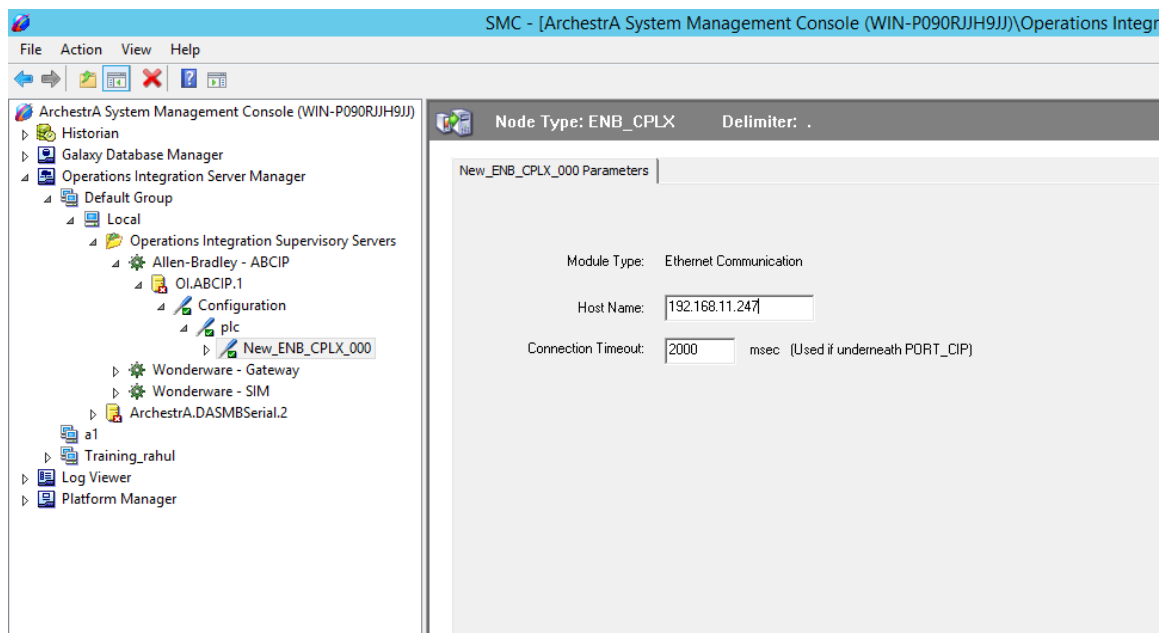 SMC - [ArchestrA System Management Console (WIN-P090RJJH9JJ)\Operations Integr
File Action View Help
ArchestrA System Management Console (WIN-P090RJJH9JJ)
Historian
Galaxy Database Manager
Operations Integration Server Manager
Default Group
Local
Operations Integration Supervisory Servers
Allen-Bradley - ABCIP
OI.ABCIP.1
Configuration
plc
New_ENB_CPLX_000
Wonderware - Gateway
Wonderware - SIM
ArchestrA.DASMBSerial.2
a1
Training_rahul
Log Viewer
Platform Manager
Node Type: ENB_CPLX Delimiter: .
New_ENB_CPLX_000 Parameters
Module Type: Ethernet Communication
Host Name: 192.168.11.247
Connection Timeout: 2000 msec (Used if underneath PORT_CIP)